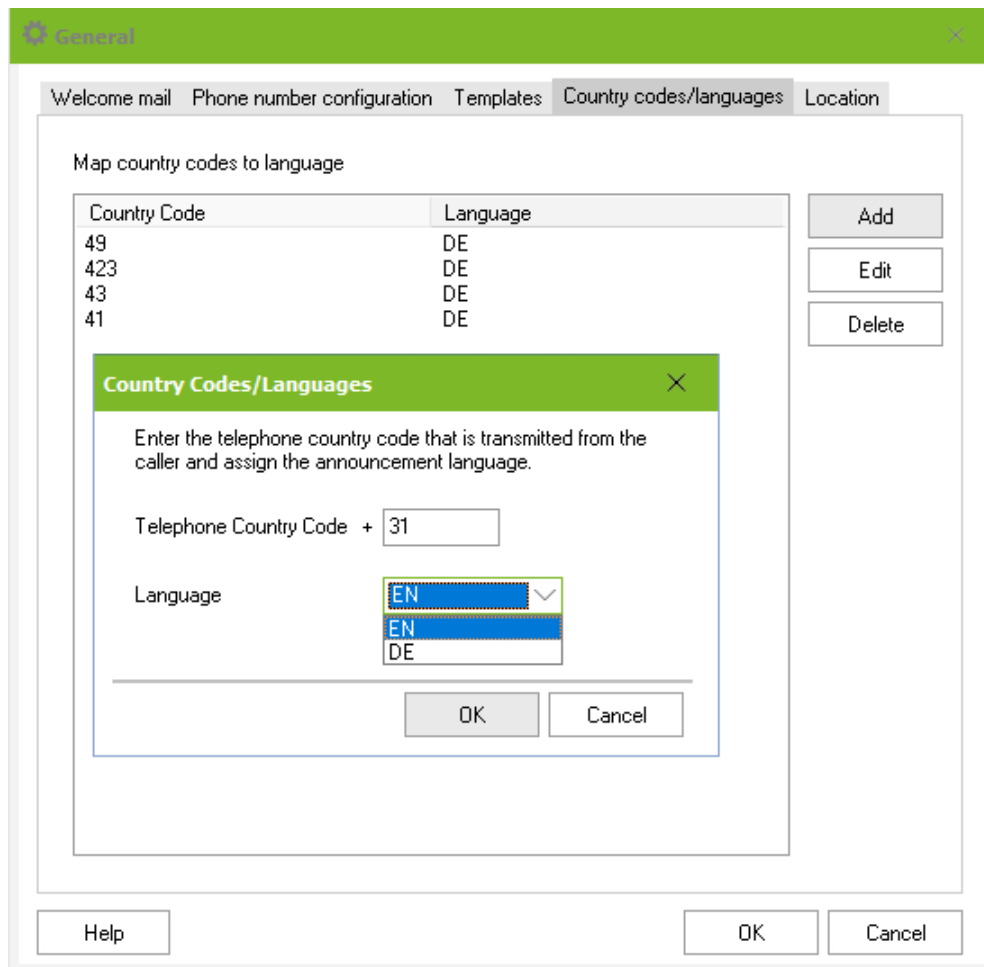 General
Welcome mail Phone number configuration Templates Country codes/languages Location
Map country codes to language
Country Code Language
49 DE
423 DE
43 DE
41 DE
Add
Edit
Delete
Country Codes/Languages
Enter the telephone country code that is transmitted from the
caller and assign the announcement language.
Telephone Country Code + 31
Language EN
EN
DE
OK Cancel
Help OK Cancel